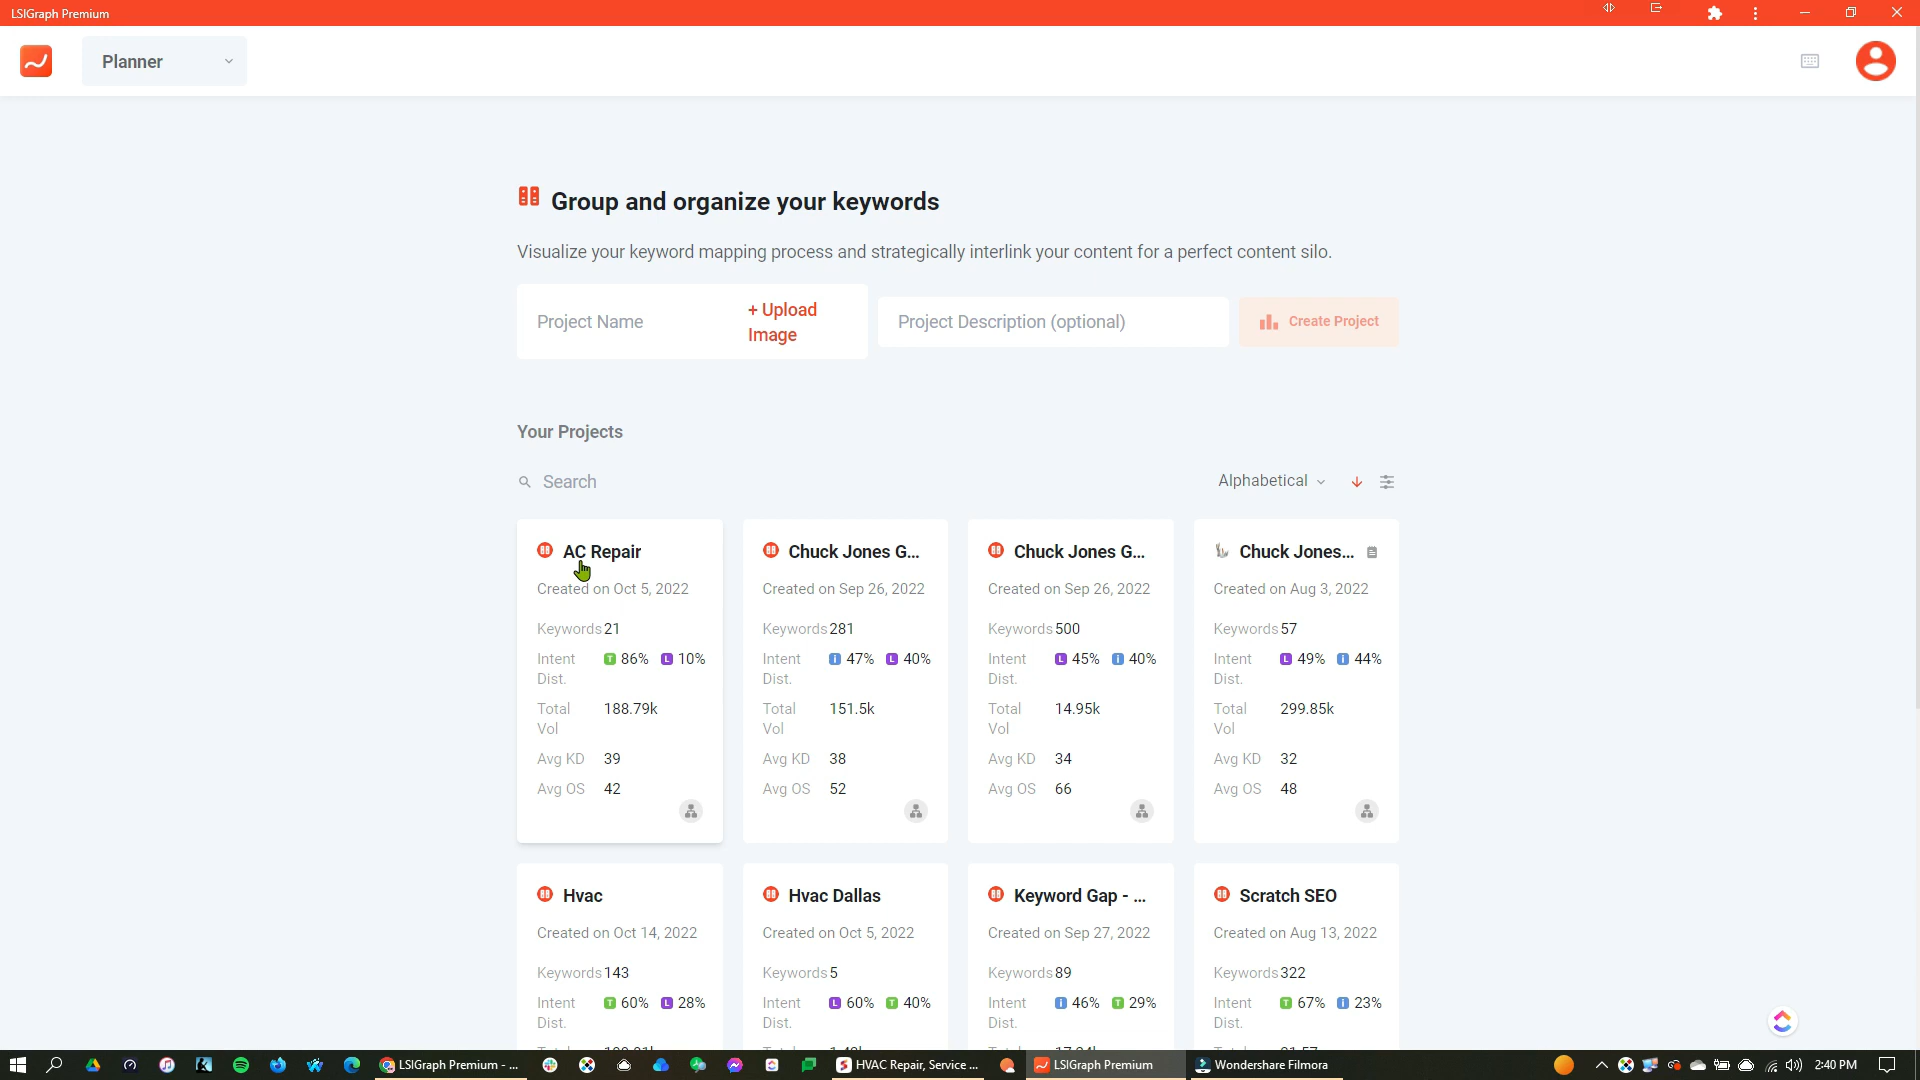 LSIGraph Premium
Planner
Group and organize your keywords
Visualize your keyword mapping process and strategically interlink your content for a perfect content silo.
Project Name
+ Upload Image
Project Description (optional)
Create Project
Your Projects
Search
Alphabetical
AC Repair
Created on Oct 5, 2022
Keywords 21
Intent Dist. T 86% L 10%
Total Vol 188.79k
Avg KD 39
Avg OS 42
Chuck Jones G...
Created on Sep 26, 2022
Keywords 281
Intent Dist. i 47% L 40%
Total Vol 151.5k
Avg KD 38
Avg OS 52
Chuck Jones G...
Created on Sep 26, 2022
Keywords 500
Intent Dist. L 45% i 40%
Total Vol 14.95k
Avg KD 34
Avg OS 66
Chuck Jones...
Created on Aug 3, 2022
Keywords 57
Intent Dist. L 49% i 44%
Total Vol 299.85k
Avg KD 32
Avg OS 48
Hvac
Created on Oct 14, 2022
Keywords 143
Intent Dist. T 60% L 28%
Hvac Dallas
Created on Oct 5, 2022
Keywords 5
Intent Dist. L 60% T 40%
Keyword Gap - ...
Created on Sep 27, 2022
Keywords 89
Intent Dist. i 46% T 29%
Scratch SEO
Created on Aug 13, 2022
Keywords 322
Intent Dist. T 67% i 23%
LSIGraph Premium - ...
HVAC Repair, Service ...
LSIGraph Premium
Wondershare Filmora
2:40 PM